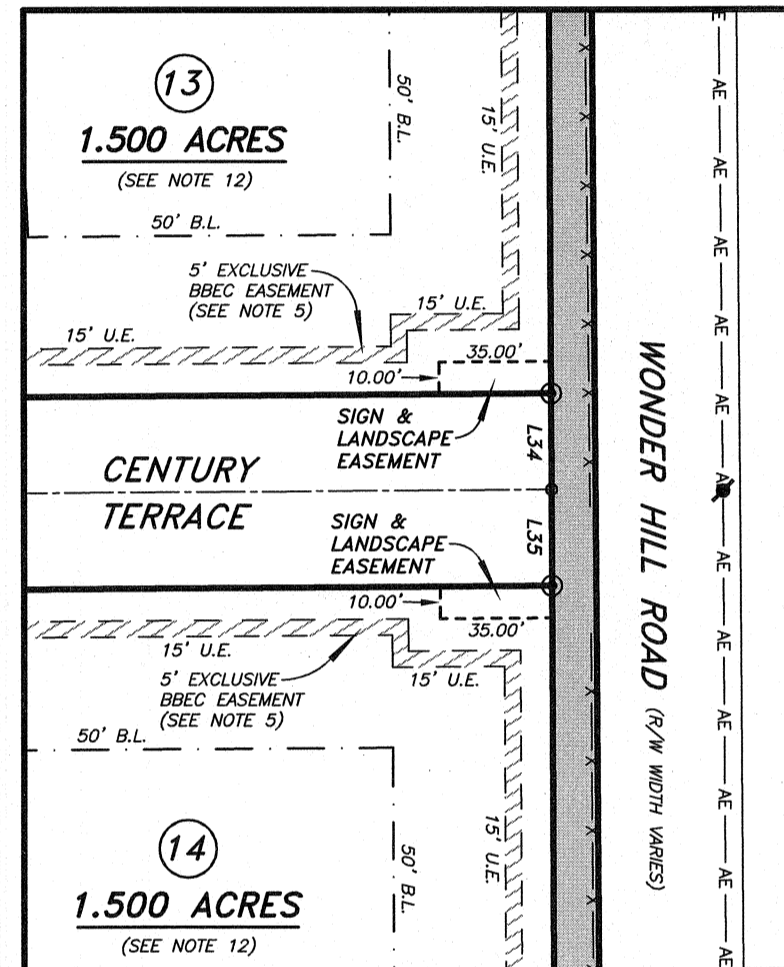 13
1.500 ACRES
(SEE NOTE 12)
50' B.L.
50' B.L.
15' U.E.
5' EXCLUSIVE
BBEC EASEMENT
(SEE NOTE 5)
15' U.E.
15' U.E.
35.00'
10.00'
SIGN &
LANDSCAPE
EASEMENT
L34
CENTURY
TERRACE
SIGN &
LANDSCAPE
EASEMENT
L35
10.00'
35.00'
15' U.E.
15' U.E.
5' EXCLUSIVE
BBEC EASEMENT
(SEE NOTE 5)
50' B.L.
14
1.500 ACRES
(SEE NOTE 12)
50' B.L.
15' U.E.
X
X
X
X
X
X
X
X
X
X
X
X
WONDER HILL ROAD (R/W WIDTH VARIES)
AE
AE
AE
AE
AE
AE
AE
AE
AE
AE
AE